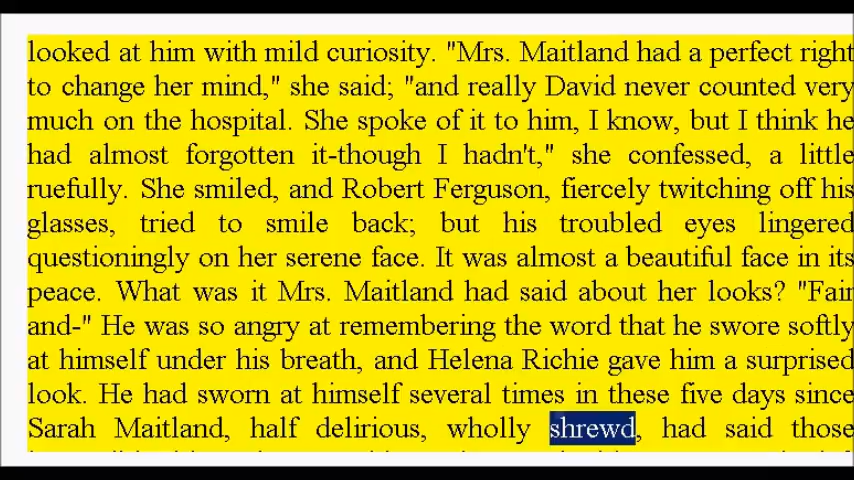 looked at him with mild curiosity. "Mrs. Maitland had a perfect right
to change her mind," she said; "and really David never counted very
much on the hospital. She spoke of it to him, I know, but I think he
had almost forgotten it-though I hadn't," she confessed, a little
ruefully. She smiled, and Robert Ferguson, fiercely twitching off his
glasses, tried to smile back; but his troubled eyes lingered
questioningly on her serene face. It was almost a beautiful face in its
peace. What was it Mrs. Maitland had said about her looks? "Fair
and-" He was so angry at remembering the word that he swore softly
at himself under his breath, and Helena Richie gave him a surprised
look. He had sworn at himself several times in these five days since
Sarah Maitland, half delirious, wholly shrewd, had said those